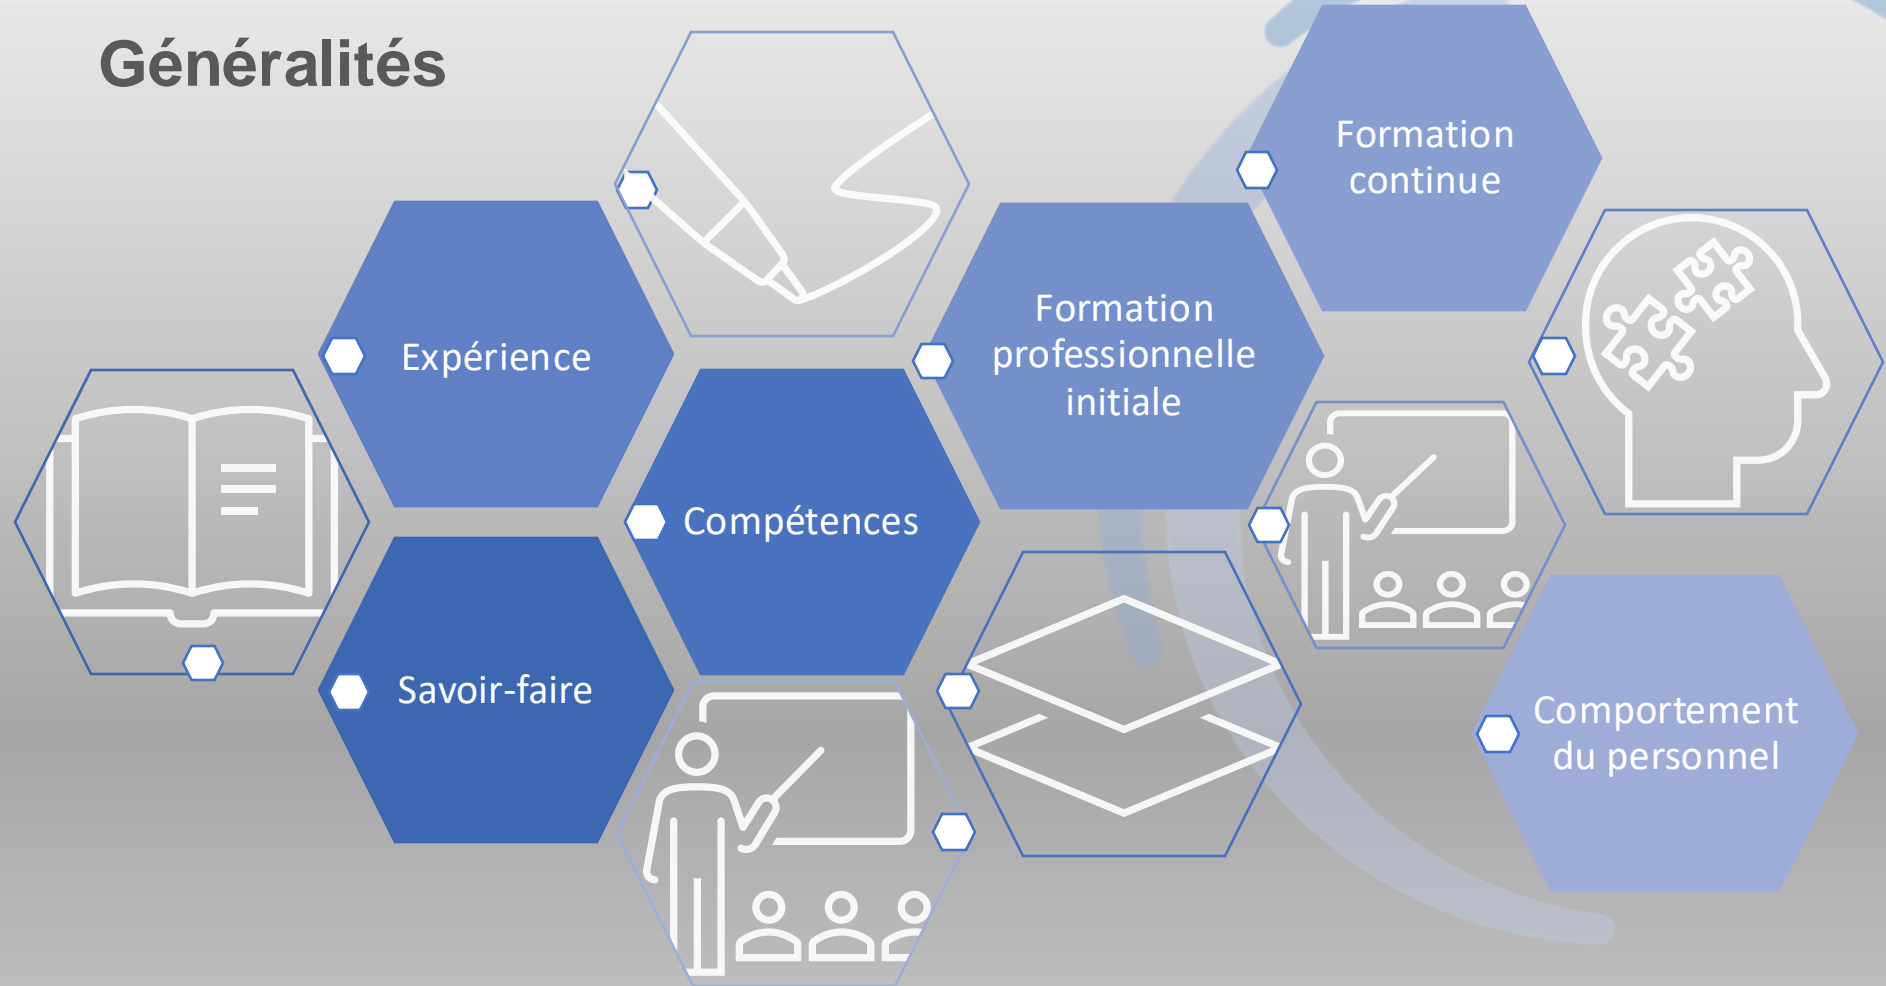 Généralités
Formation
continue
Expérience
Formation
professionnelle
initiale
Compétences
Savoir-faire
Comportement
du personnel